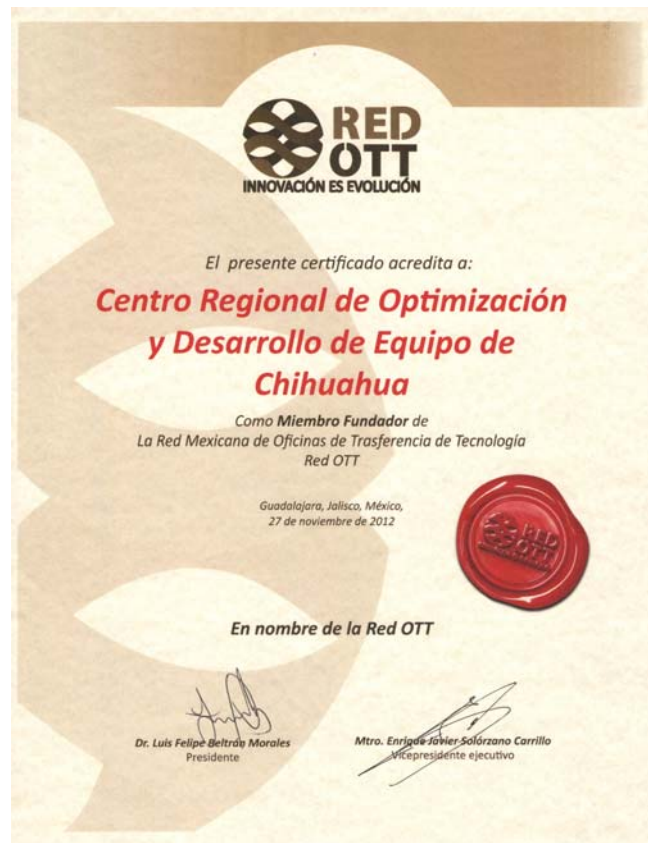 RED
OTT
INNOVACIÓN ES EVOLUCIÓN
El presente certificado acredita a:
Centro Regional de Optimización
y Desarrollo de Equipo de
Chihuahua
Como Miembro Fundador de
La Red Mexicana de Oficinas de Trasferencia de Tecnología
Red OTT
Guadalajara, Jalisco, México,
27 de noviembre de 2012
RED
OTT
En nombre de la Red OTT
Dr. Luis Felipe Beltrán Morales
Presidente
Mtro. Enrique Javier Solórzano Carrillo
Vicepresidente ejecutivo